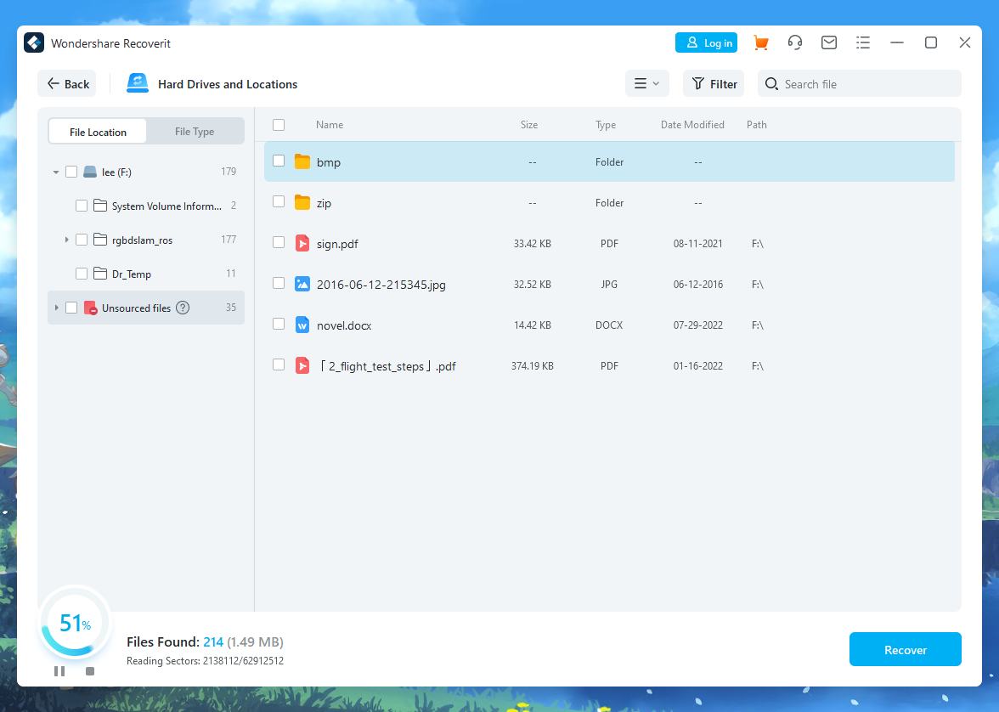 Wondershare Recoverit
Log in
Back
Hard Drives and Locations
Filter
Search file
File Location
File Type
Name
Size
Type
Date Modified
Path
lee (F:)
179
System Volume Inform...
2
rgbdslam_ros
177
Dr_Temp
11
Unsourced files
?
35
bmp
--
Folder
--
zip
--
Folder
--
sign.pdf
33.42 KB
PDF
08-11-2021
F:\
2016-06-12-215345.jpg
32.52 KB
JPG
06-12-2016
F:\
novel.docx
14.42 KB
DOCX
07-29-2022
F:\
「2_flight_test_steps」.pdf
374.19 KB
PDF
01-16-2022
F:\
51%
Files Found: 214 (1.49 MB)
Reading Sectors: 2138112/62912512
Recover